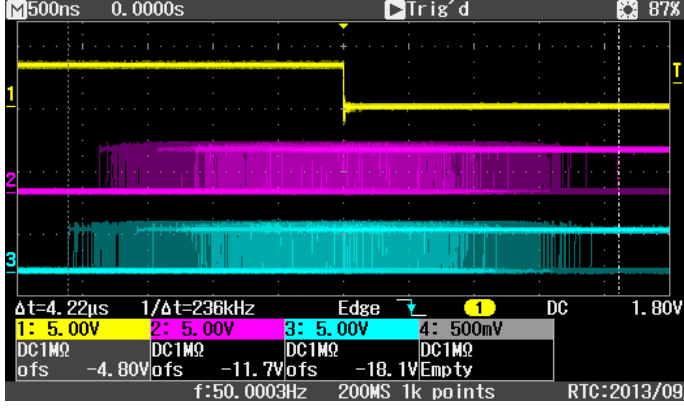 M 500ns 0.0000s Trig´d 87%
T
1
2
3
Δt=4.22µs 1/Δt=236kHz Edge 1 DC 1.80V
1: 5.00V 2: 5.00V 3: 5.00V 4: 500mV
DC1MΩ DC1MΩ DC1MΩ DC1MΩ
ofs -4.80V ofs -11.7V ofs -18.1V Empty
f:50.0003Hz 200MS 1k points RTC:2013/09